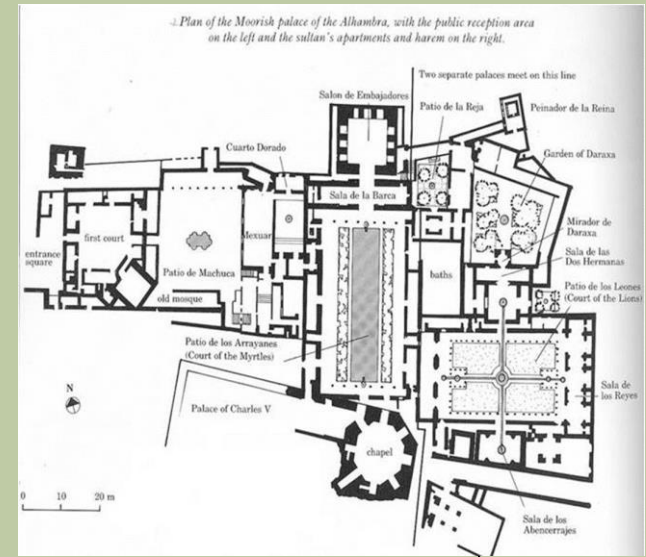 Plan of the Moorish palace of the Alhambra, with the public reception area
on the left and the sultan's apartments and harem on the right.
Two separate palaces meet on this line
Salon de Embajadores
Patio de la Reja
Peinador de la Reina
Cuarto Dorado
Garden of Daraxa
Sala de la Barca
Mirador de
Daraxa
first court
Mexuar
entrance
square
Patio de Machuca
baths
Sala de las
Dos Hermanas
old mosque
Patio de los Leones
(Court of the Lions)
Patio de los Arrayanes
(Court of the Myrtles)
Sala de
los Reyes
N
Palace of Charles V
chapel
0 10 20 m
Sala de los
Abencerrajes